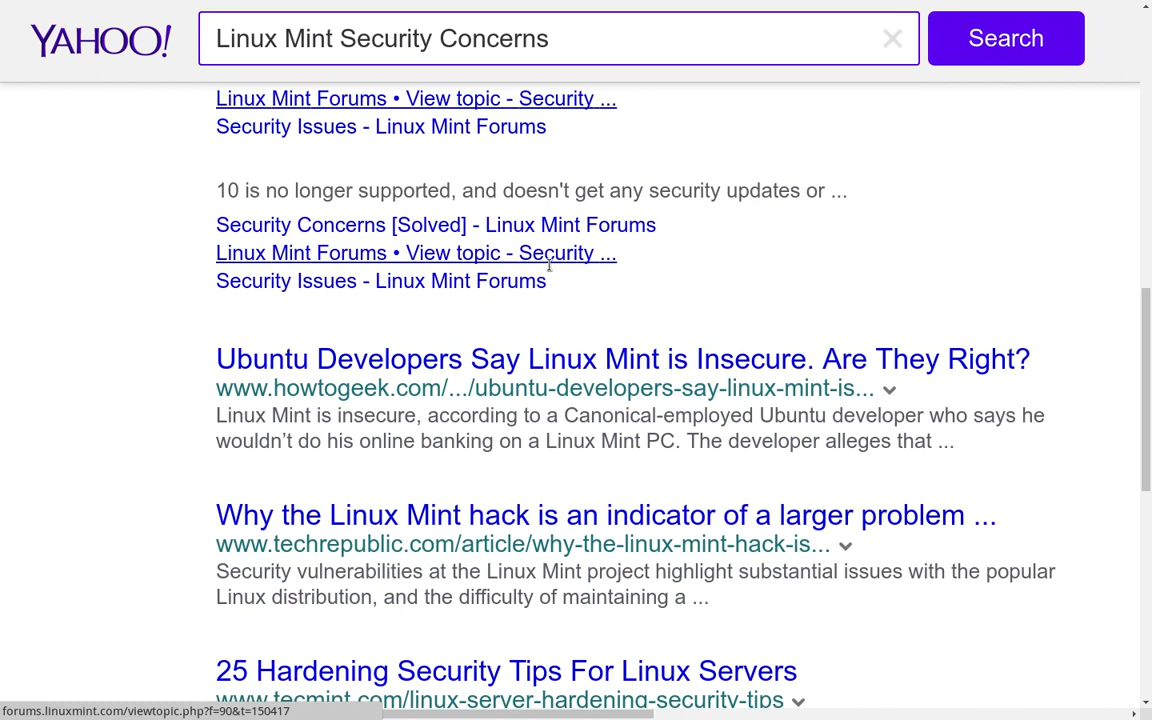 YAHOO!
Linux Mint Security Concerns
Search
Linux Mint Forums • View topic - Security ...
Security Issues - Linux Mint Forums
10 is no longer supported, and doesn't get any security updates or ...
Security Concerns [Solved] - Linux Mint Forums
Linux Mint Forums • View topic - Security ...
Security Issues - Linux Mint Forums
Ubuntu Developers Say Linux Mint is Insecure. Are They Right?
www.howtogeek.com/.../ubuntu-developers-say-linux-mint-is...
Linux Mint is insecure, according to a Canonical-employed Ubuntu developer who says he
wouldn’t do his online banking on a Linux Mint PC. The developer alleges that ...
Why the Linux Mint hack is an indicator of a larger problem ...
www.techrepublic.com/article/why-the-linux-mint-hack-is...
Security vulnerabilities at the Linux Mint project highlight substantial issues with the popular
Linux distribution, and the difficulty of maintaining a ...
25 Hardening Security Tips For Linux Servers
www.tecmint.com/linux-server-hardening-security-tips
forums.linuxmint.com/viewtopic.php?f=90&t=150417